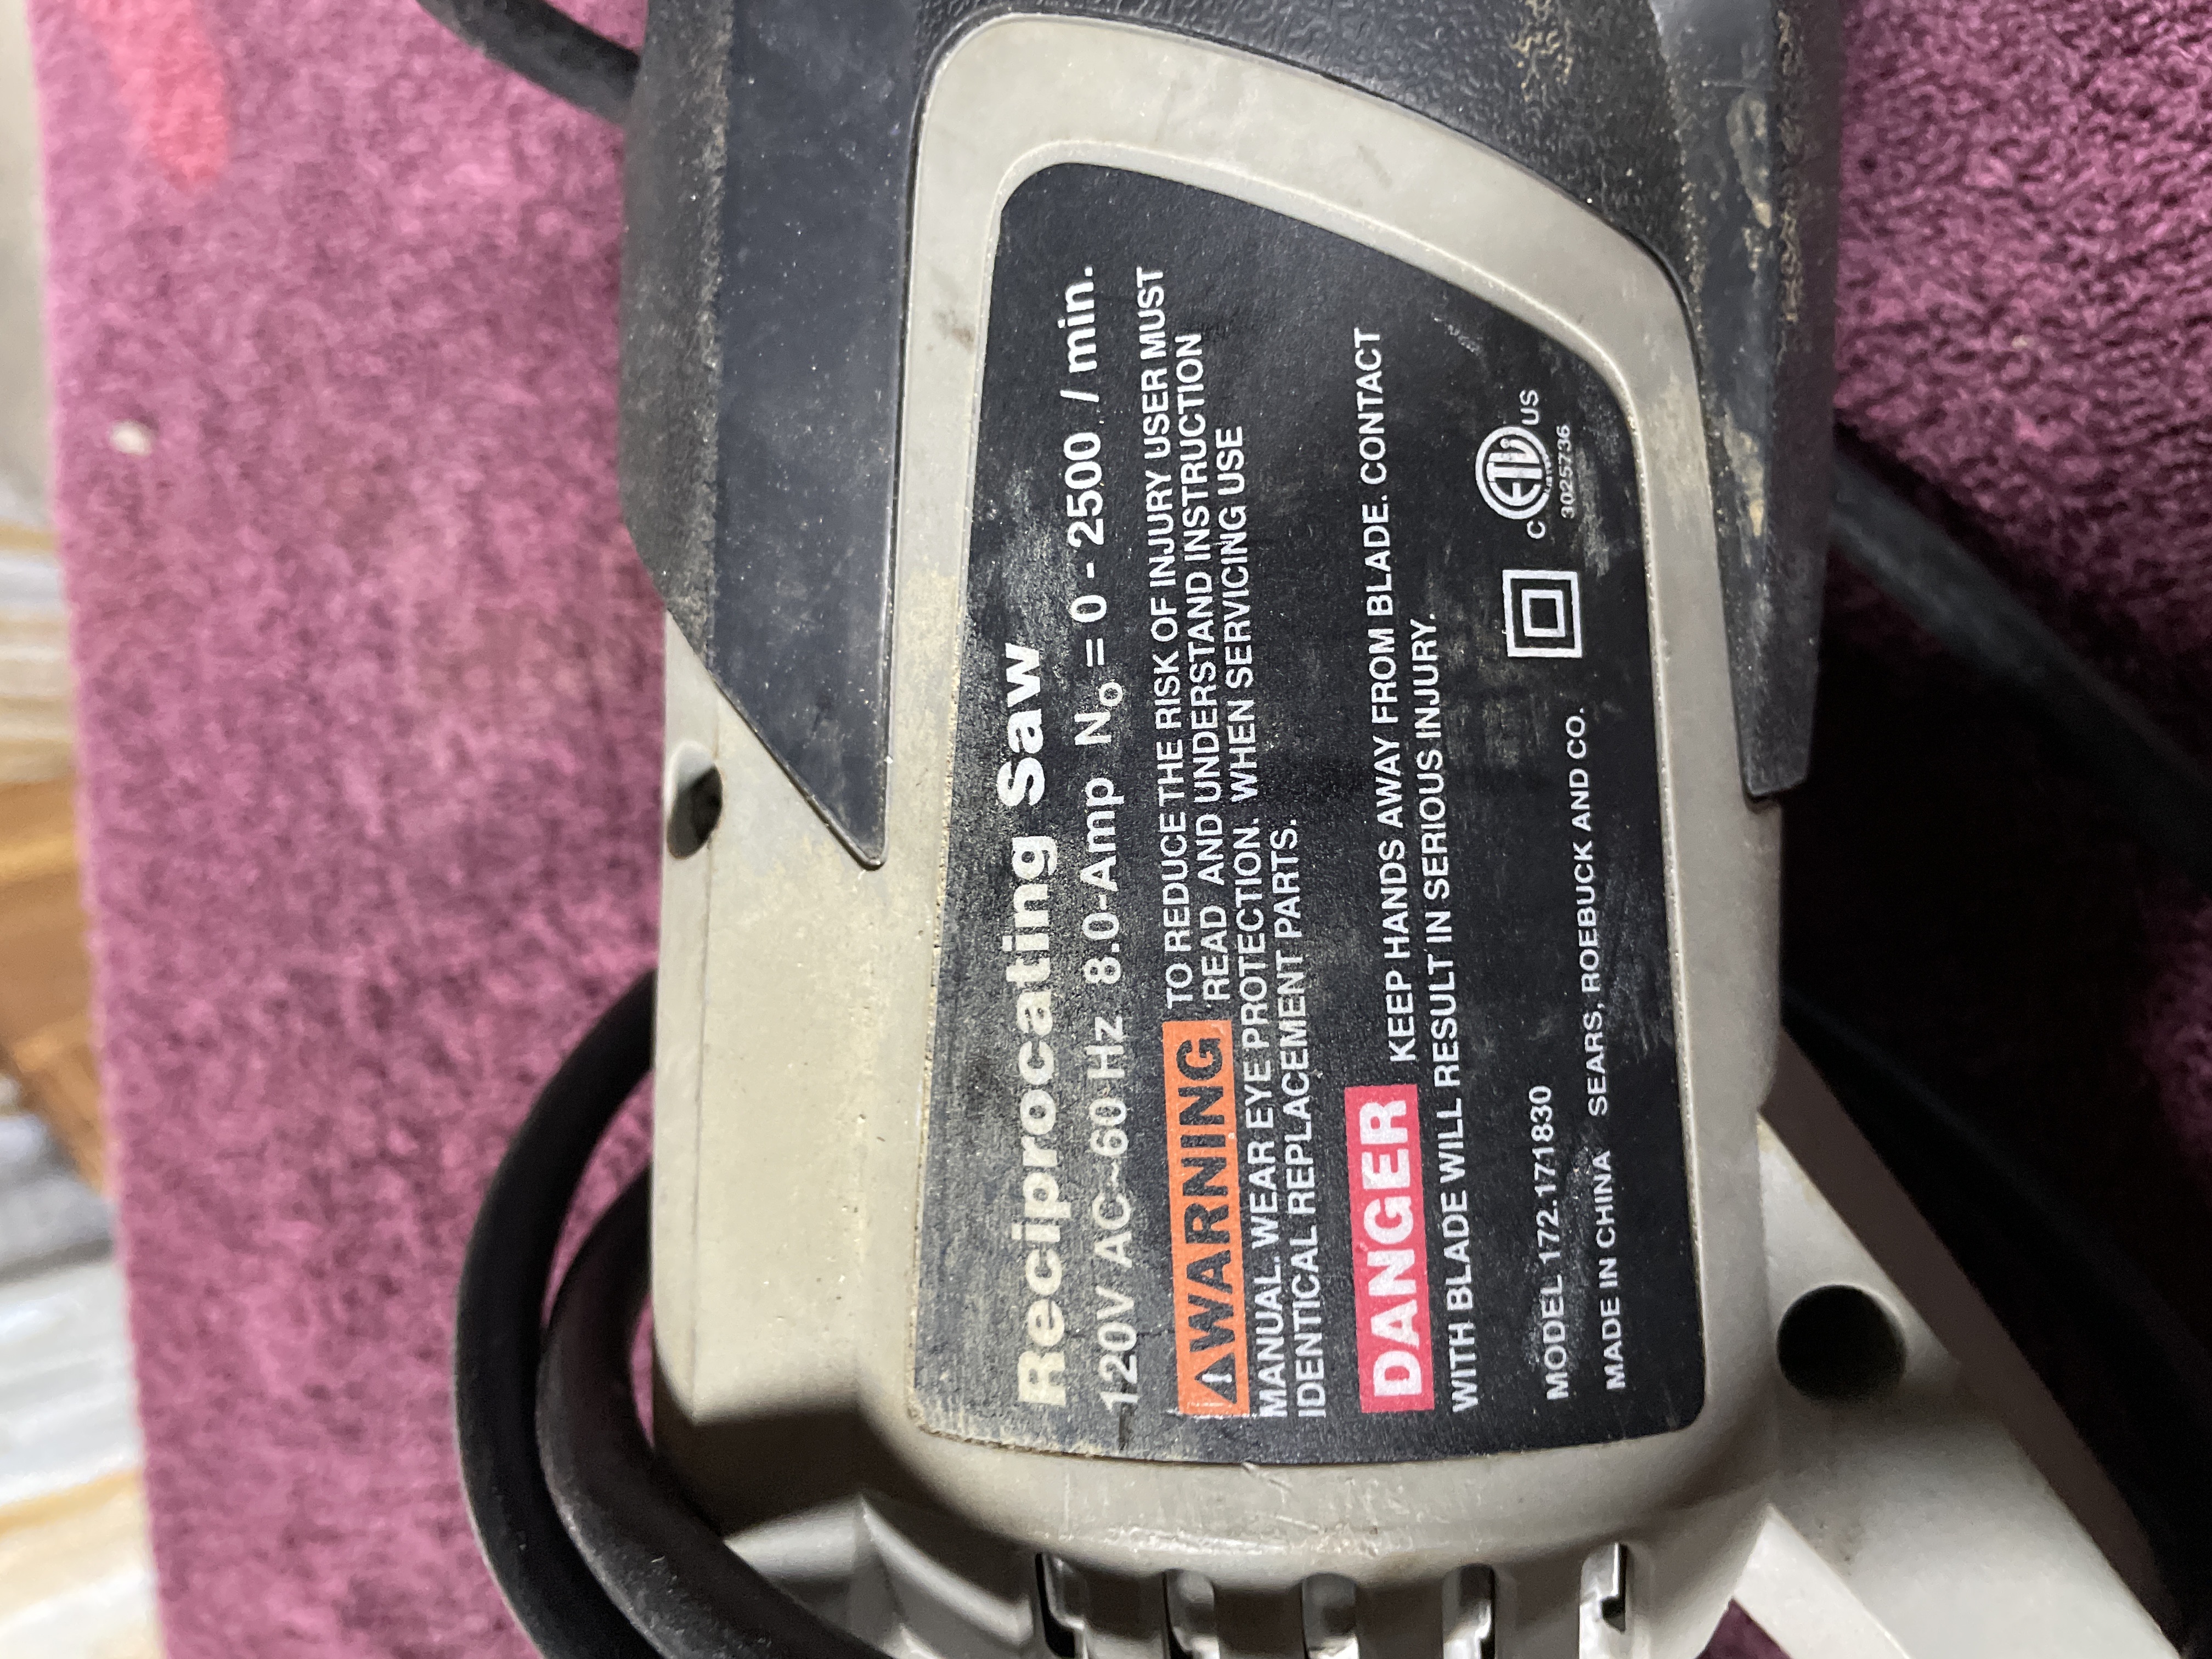 Reciprocating Saw
120V AC~60 Hz 8.0-Amp No = 0 - 2500 / min.
⚠WARNING TO REDUCE THE RISK OF INJURY USER MUST
READ AND UNDERSTAND INSTRUCTION
MANUAL. WEAR EYE PROTECTION. WHEN SERVICING USE
IDENTICAL REPLACEMENT PARTS.
DANGER KEEP HANDS AWAY FROM BLADE. CONTACT
WITH BLADE WILL RESULT IN SERIOUS INJURY.
C ETL US
3025736
MODEL 172.171830
MADE IN CHINA SEARS, ROEBUCK AND CO.